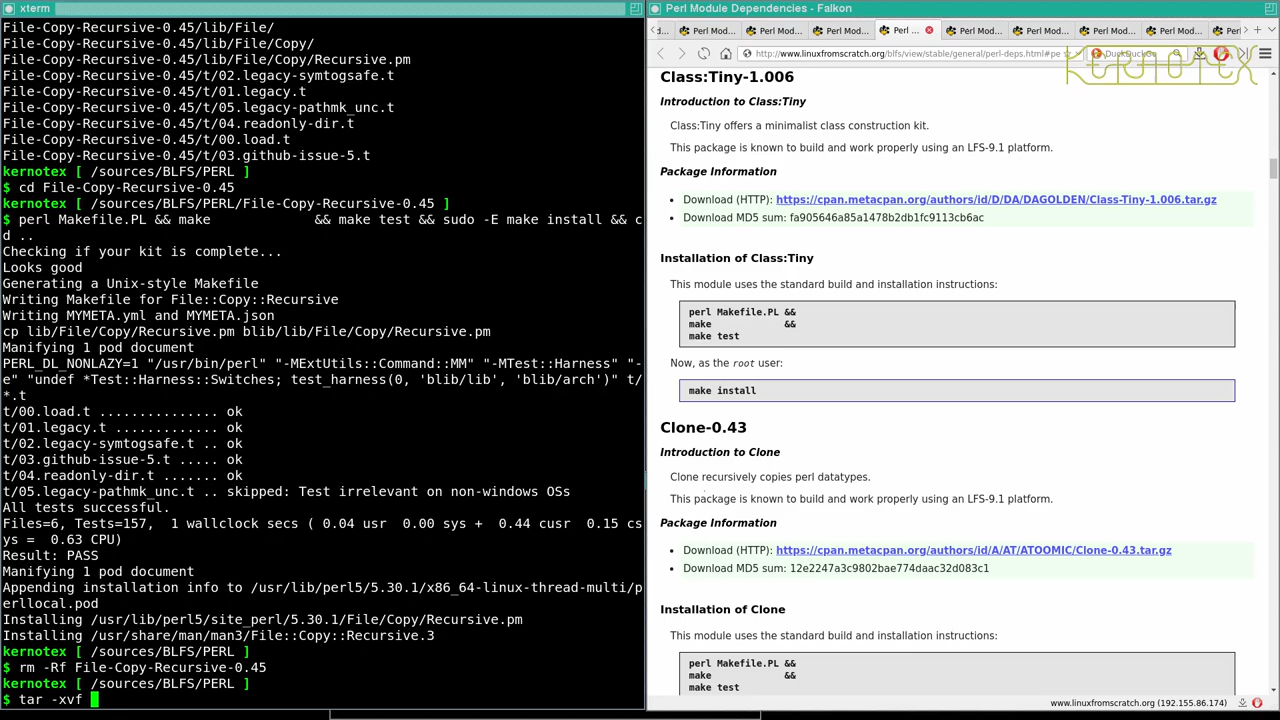 xterm
File-Copy-Recursive-0.45/lib/File/
File-Copy-Recursive-0.45/lib/File/Copy/
File-Copy-Recursive-0.45/lib/File/Copy/Recursive.pm
File-Copy-Recursive-0.45/t/02.legacy-symtogsafe.t
File-Copy-Recursive-0.45/t/01.legacy.t
File-Copy-Recursive-0.45/t/05.legacy-pathmk_unc.t
File-Copy-Recursive-0.45/t/04.readonly-dir.t
File-Copy-Recursive-0.45/t/00.load.t
File-Copy-Recursive-0.45/t/03.github-issue-5.t
kernotex [ /sources/BLFS/PERL ]
$ cd File-Copy-Recursive-0.45
kernotex [ /sources/BLFS/PERL/File-Copy-Recursive-0.45 ]
$ perl Makefile.PL && make             && make test && sudo -E make install && c
d ..
Checking if your kit is complete...
Looks good
Generating a Unix-style Makefile
Writing Makefile for File::Copy::Recursive
Writing MYMETA.yml and MYMETA.json
cp lib/File/Copy/Recursive.pm blib/lib/File/Copy/Recursive.pm
Manifying 1 pod document
PERL_DL_NONLAZY=1 "/usr/bin/perl" "-MExtUtils::Command::MM" "-MTest::Harness" "-
e" "undef *Test::Harness::Switches; test_harness(0, 'blib/lib', 'blib/arch')" t/
*.t
t/00.load.t ............... ok
t/01.legacy.t ............. ok
t/02.legacy-symtogsafe.t .. ok
t/03.github-issue-5.t ..... ok
t/04.readonly-dir.t ....... ok
t/05.legacy-pathmk_unc.t .. skipped: Test irrelevant on non-windows OSs
All tests successful.
Files=6, Tests=157,  1 wallclock secs ( 0.04 usr  0.00 sys +  0.44 cusr  0.15 cs
ys =  0.63 CPU)
Result: PASS
Manifying 1 pod document
Appending installation info to /usr/lib/perl5/5.30.1/x86_64-linux-thread-multi/p
erllocal.pod
Installing /usr/lib/perl5/site_perl/5.30.1/File/Copy/Recursive.pm
Installing /usr/share/man/man3/File::Copy::Recursive.3
kernotex [ /sources/BLFS/PERL ]
$ rm -Rf File-Copy-Recursive-0.45
kernotex [ /sources/BLFS/PERL ]
$ tar -xvf
Perl Module Dependencies - Falkon
d... Perl Mod... Perl Mod... Perl Mod... Perl ... Perl Mod... Perl Mod... Perl Mod... Perl Mod... Perl
http://www.linuxfromscratch.org/blfs/view/stable/general/perl-deps.html#pe DuckDuckGo
KERNOTEX
Class:Tiny-1.006
Introduction to Class:Tiny
Class:Tiny offers a minimalist class construction kit.
This package is known to build and work properly using an LFS-9.1 platform.
Package Information
• Download (HTTP): https://cpan.metacpan.org/authors/id/D/DA/DAGOLDEN/Class-Tiny-1.006.tar.gz
• Download MD5 sum: fa905646a85a1478b2db1fc9113cb6ac
Installation of Class:Tiny
This module uses the standard build and installation instructions:
perl Makefile.PL &&
make             &&
make test
Now, as the root user:
make install
Clone-0.43
Introduction to Clone
Clone recursively copies perl datatypes.
This package is known to build and work properly using an LFS-9.1 platform.
Package Information
• Download (HTTP): https://cpan.metacpan.org/authors/id/A/AT/ATOOMIC/Clone-0.43.tar.gz
• Download MD5 sum: 12e2247a3c9802bae774daac32d083c1
Installation of Clone
This module uses the standard build and installation instructions:
perl Makefile.PL &&
make             &&
make test
www.linuxfromscratch.org (192.155.86.174)